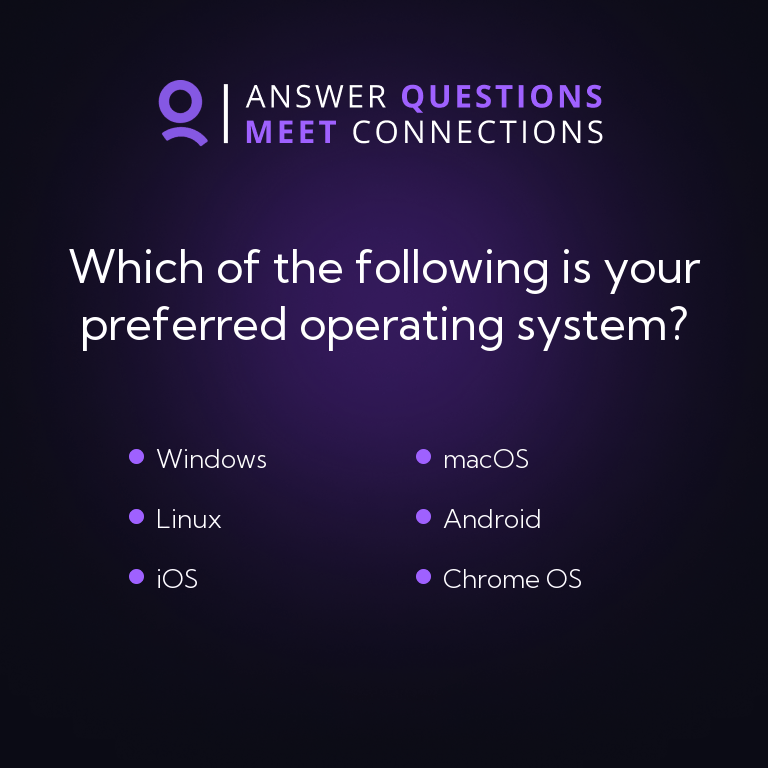 ANSWER QUESTIONS
MEET CONNECTIONS
Which of the following is your
preferred operating system?
Windows
macOS
Linux
Android
iOS
Chrome OS